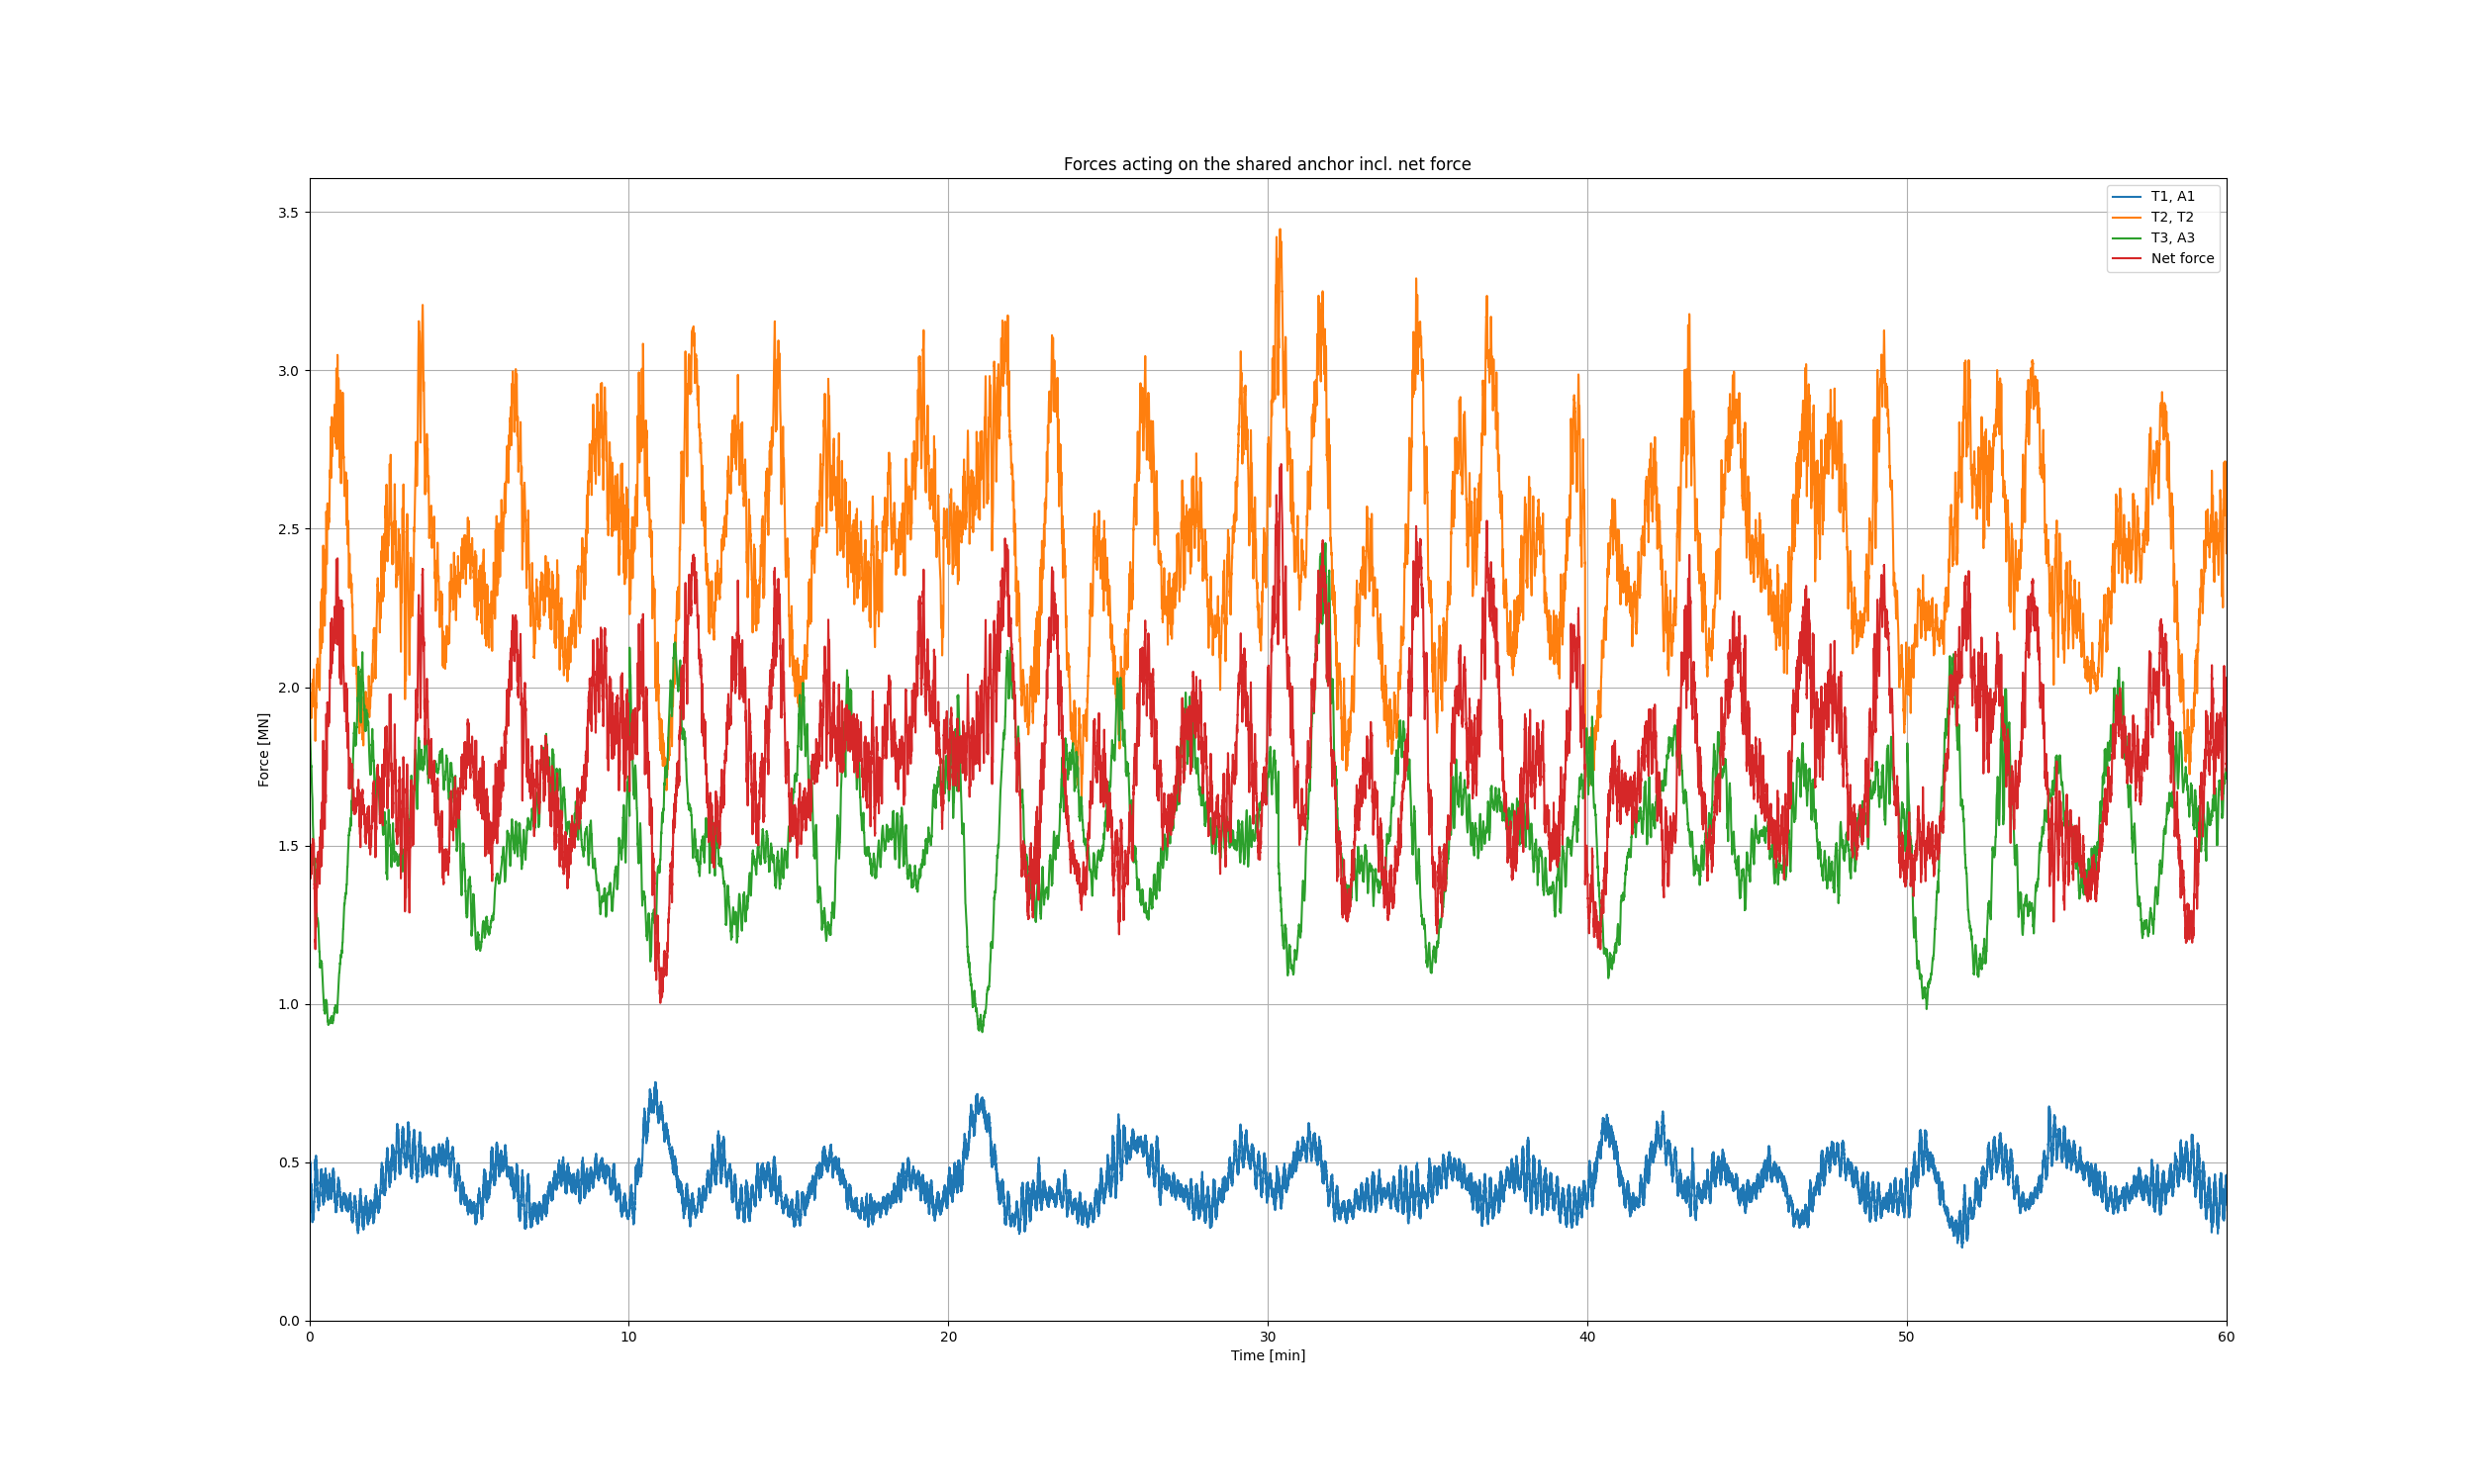 Forces acting on the shared anchor incl. net force
T1, A1
T2, T2
T3, A3
Net force
Force [MN]
3.5
3.0
2.5
2.0
1.5
1.0
0.5
0.0
0 10 20 30 40 50 60
Time [min]